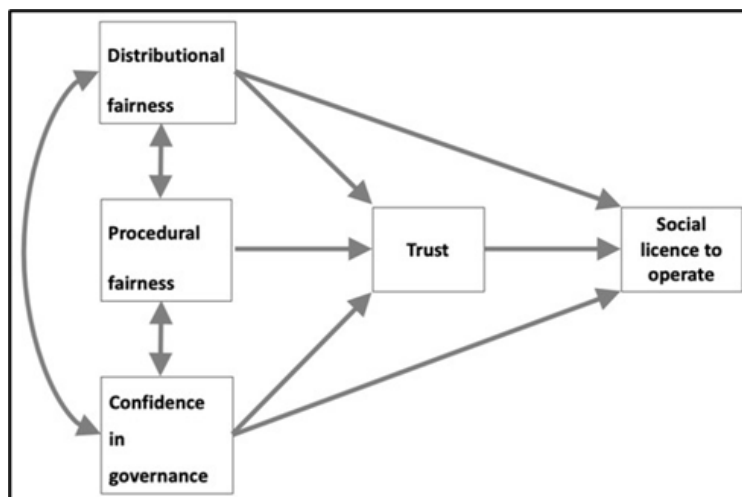 Distributional
fairness
Procedural
fairness
Trust
Social
licence to
operate
Confidence
in
governance